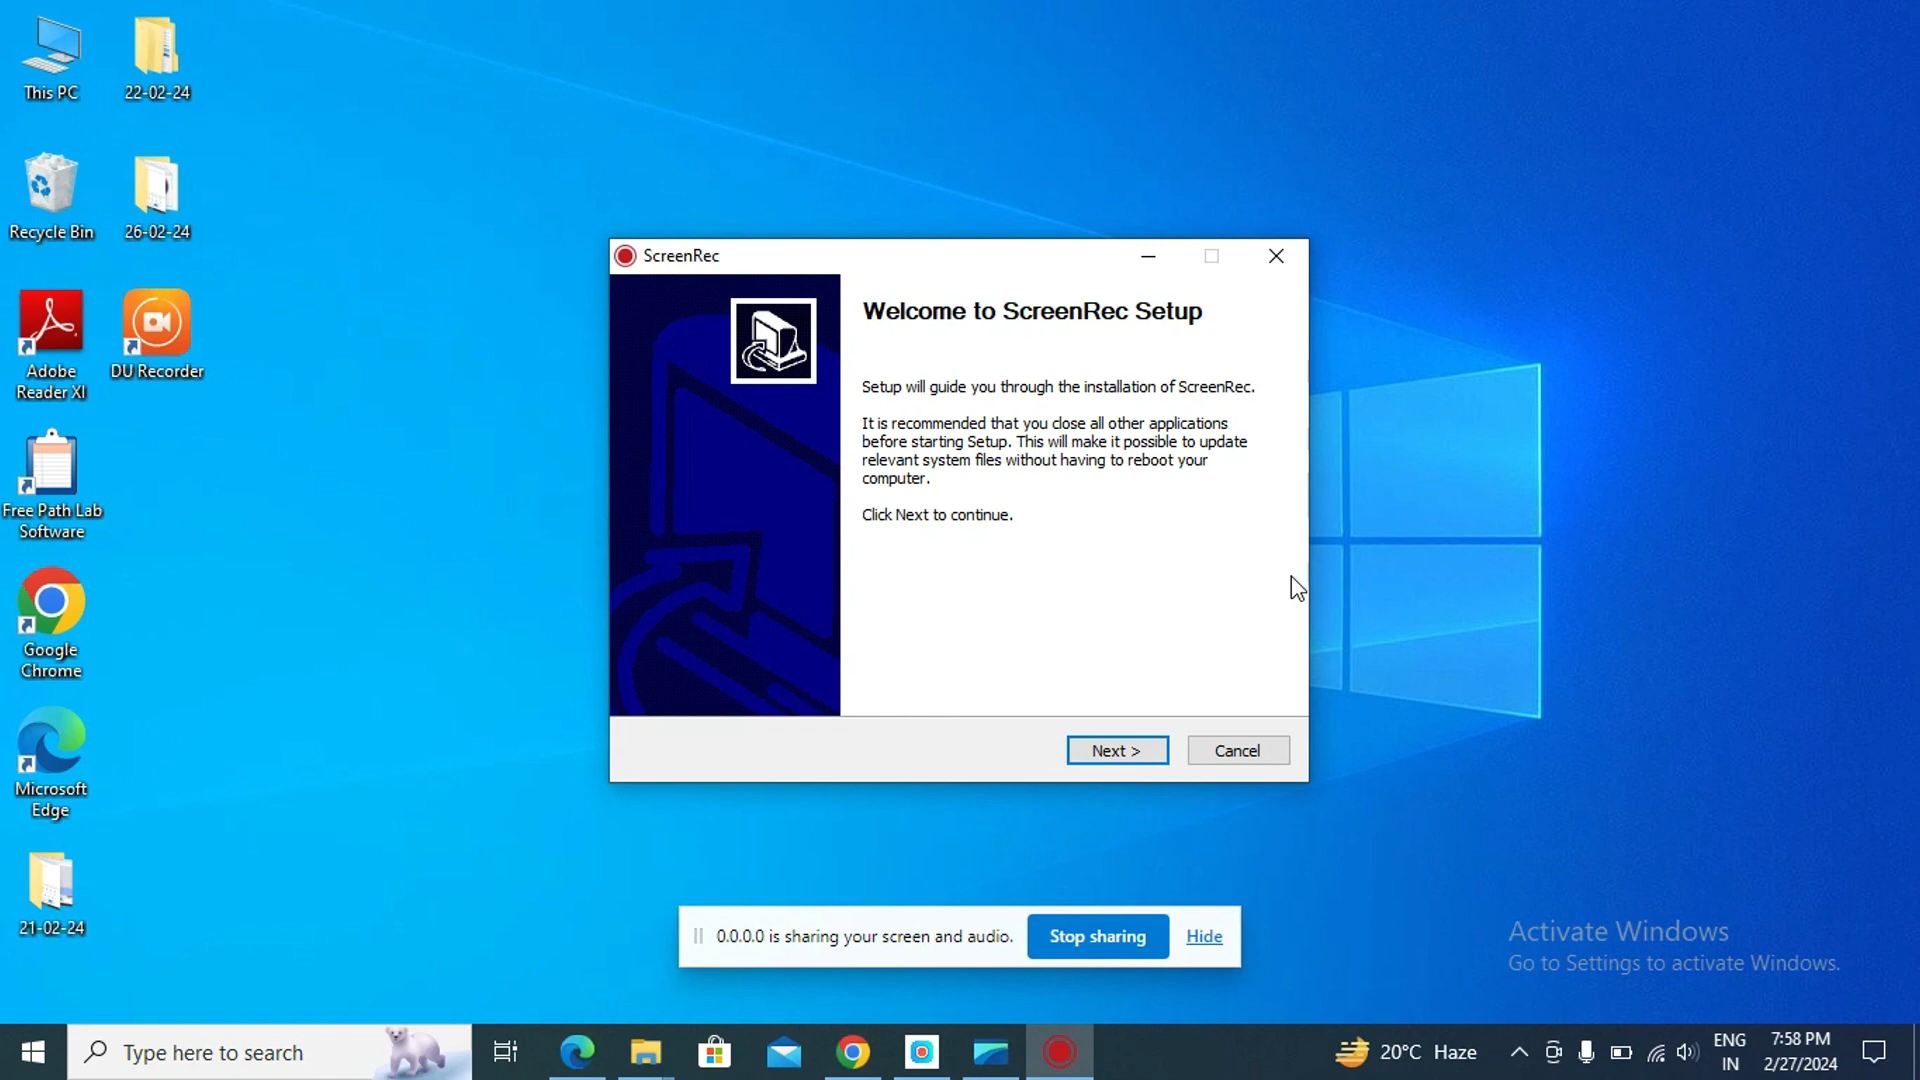 This PC
22-02-24
Recycle Bin
26-02-24
Adobe
Reader XI
DU Recorder
Free Path Lab
Software
Google
Chrome
Microsoft
Edge
21-02-24
ScreenRec
Welcome to ScreenRec Setup
Setup will guide you through the installation of ScreenRec.
It is recommended that you close all other applications
before starting Setup. This will make it possible to update
relevant system files without having to reboot your
computer.
Click Next to continue.
Next >
Cancel
0.0.0.0 is sharing your screen and audio.
Stop sharing
Hide
Activate Windows
Go to Settings to activate Windows.
Type here to search
20°C Haze
ENG
IN
7:58 PM
2/27/2024